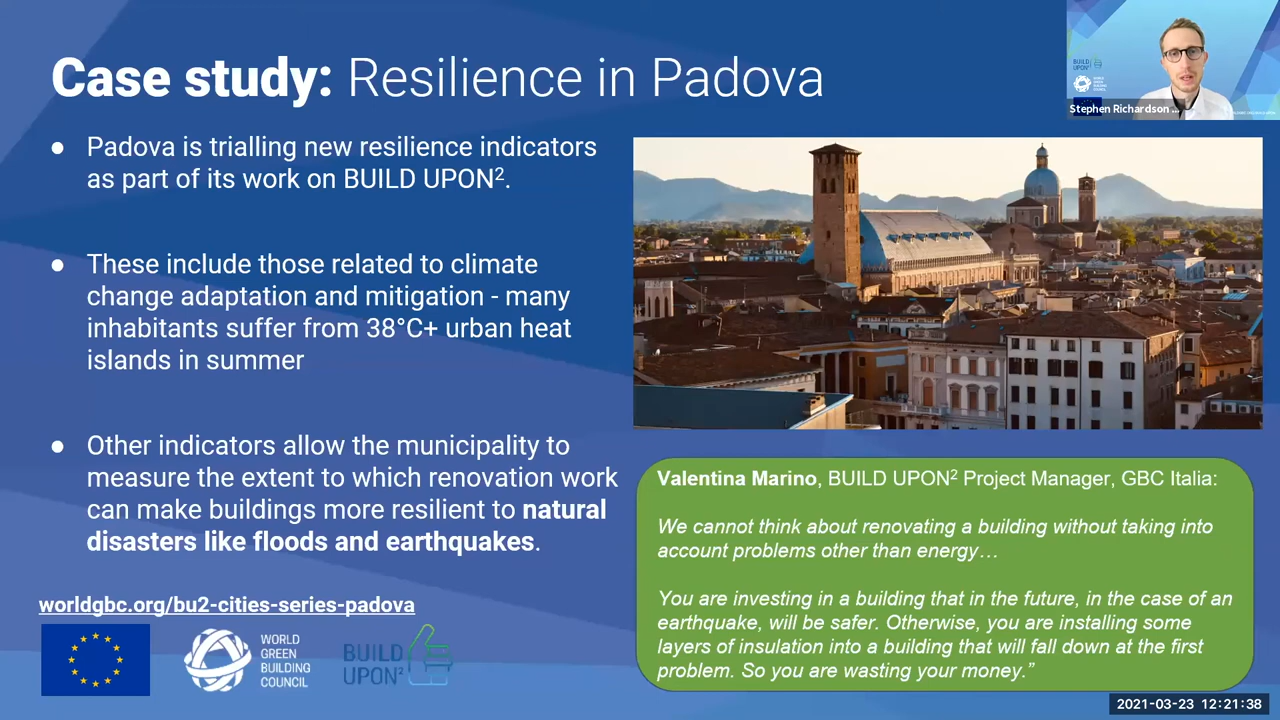 Case study: Resilience in Padova
● Padova is trialling new resilience indicators
as part of its work on BUILD UPON².
● These include those related to climate
change adaptation and mitigation - many
inhabitants suffer from 38°C+ urban heat
islands in summer
● Other indicators allow the municipality to
measure the extent to which renovation work
can make buildings more resilient to natural
disasters like floods and earthquakes.
worldgbc.org/bu2-cities-series-padova
WORLD
GREEN
BUILDING
COUNCIL
BUILD
UPON²
BUILD
UPON²
WORLD
GREEN
BUILDING
COUNCIL
Stephen Richardson ...
Valentina Marino, BUILD UPON² Project Manager, GBC Italia:
We cannot think about renovating a building without taking into
account problems other than energy…
You are investing in a building that in the future, in the case of an
earthquake, will be safer. Otherwise, you are installing some
layers of insulation into a building that will fall down at the first
problem. So you are wasting your money.”
2021-03-23 12:21:38